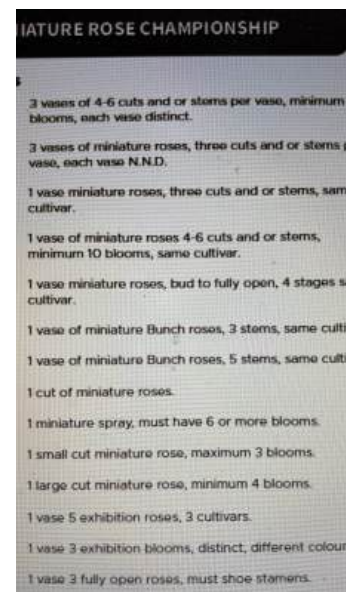 IATURE ROSE CHAMPIONSHIP
3 vases of 4-6 cuts and or stems per vase, minimum
blooms, each vase distinct.
3 vases of miniature roses, three cuts and or stems
vase, each vase N.N.D.
1 vase miniature roses, three cuts and or stems, sam
cultivar.
1 vase of miniature roses 4-6 cuts and or stems,
minimum 10 blooms, same cultivar.
1 vase miniature roses, bud to fully open, 4 stages s
cultivar.
1 vase of miniature Bunch roses, 3 stems, same culti
1 vase of miniature Bunch roses, 5 stems, same culti
1 cut of miniature roses.
1 miniature spray, must have 6 or more blooms.
1 small cut miniature rose, maximum 3 blooms.
1 large cut miniature rose, minimum 4 blooms.
1 vase 5 exhibition roses, 3 cultivars.
1 vase 3 exhibition blooms, distinct, different colour
1 vase 3 fully open roses, must shoe stamens.